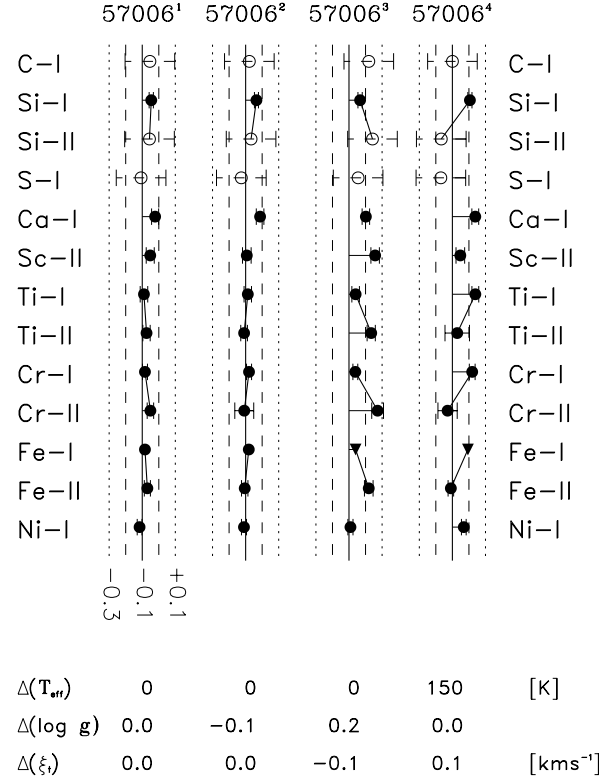 57006¹ 57006² 57006³ 57006⁴
C-I C-I
Si-I Si-I
Si-II Si-II
S-I S-I
Ca-I Ca-I
Sc-II Sc-II
Ti-I Ti-I
Ti-II Ti-II
Cr-I Cr-I
Cr-II Cr-II
Fe-I Fe-I
Fe-II Fe-II
Ni-I Ni-I
-0.3 -0.1 +0.1
Δ(Teff) 0 0 0 150 [K]
Δ(log g) 0.0 -0.1 0.2 0.0
Δ(ξt) 0.0 0.0 -0.1 0.1 [kms⁻¹]